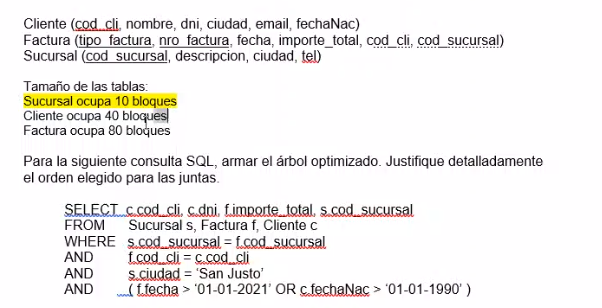 Cliente (cod_cli, nombre, dni, ciudad, email, fechaNac)
Factura (tipo_factura, nro_factura, fecha, importe_total, cod_cli, cod_sucursal)
Sucursal (cod_sucursal, descripcion, ciudad, tel)
Tamaño de las tablas:
Sucursal ocupa 10 bloques
Cliente ocupa 40 bloques
Factura ocupa 80 bloques
Para la siguiente consulta SQL, armar el árbol optimizado. Justifique detalladamente
el orden elegido para las juntas.
SELECT c.cod_cli, c.dni, f.importe_total, s.cod_sucursal
FROM Sucursal s, Factura f, Cliente c
WHERE s.cod_sucursal = f.cod_sucursal
AND f.cod_cli = c.cod_cli
AND s.ciudad = 'San Justo'
AND ( f.fecha > '01-01-2021' OR c.fechaNac > '01-01-1990' )